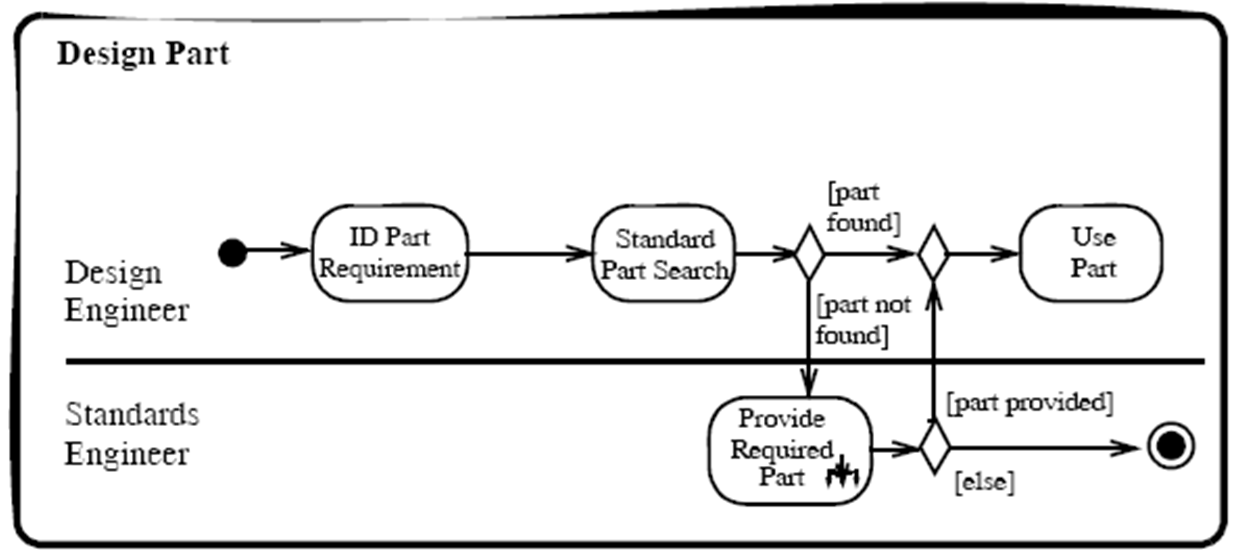 Design Part
[part
found]
ID Part
Requirement
Standard
Part Search
Use
Part
Design
Engineer
[part not
found]
Standards
Engineer
Provide
Required
Part
[part provided]
[else]